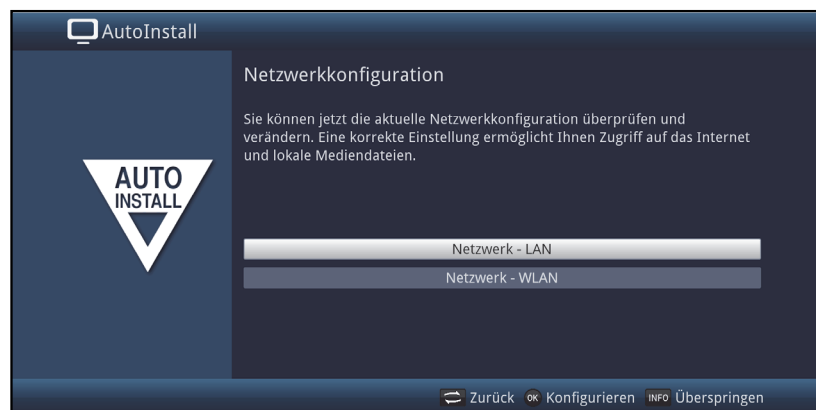 AutoInstall
Netzwerkkonfiguration
Sie können jetzt die aktuelle Netzwerkkonfiguration überprüfen und
verändern. Eine korrekte Einstellung ermöglicht Ihnen Zugriff auf das Internet
und lokale Mediendateien.
AUTO
INSTALL
Netzwerk - LAN
Netzwerk - WLAN
Zurück OK Konfigurieren INFO Überspringen